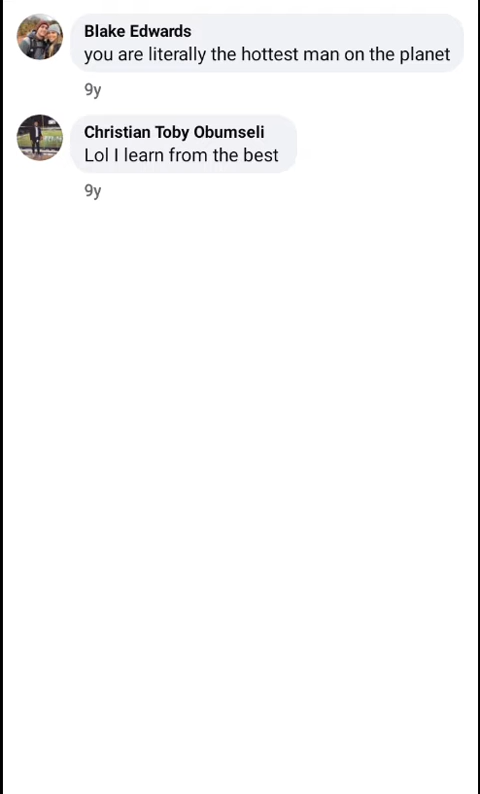 Blake Edwards
you are literally the hottest man on the planet
9y
Christian Toby Obumseli
Lol I learn from the best
9y